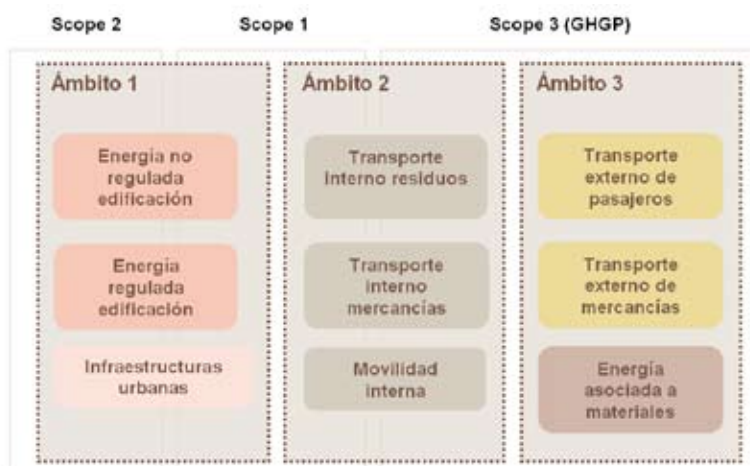 Scope 2
Scope 1
Scope 3 (GHGP)
Ámbito 1
Energía no
regulada
edificación
Energía
regulada
edificación
Infraestructuras
urbanas
Ámbito 2
Transporte
Interno residuos
Transporte
interno
mercancías
Movilidad
interna
Ámbito 3
Transporte
externo de
pasajeros
Transporte
externo de
mercancías
Energía
asociada a
materiales